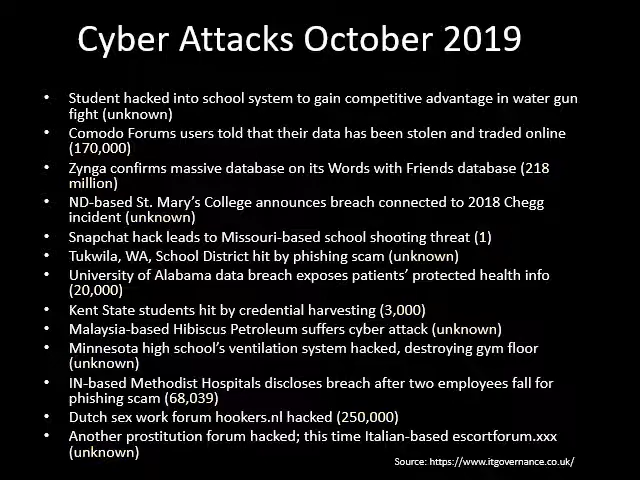 Cyber Attacks October 2019
• Student hacked into school system to gain competitive advantage in water gun
fight (unknown)
• Comodo Forums users told that their data has been stolen and traded online
(170,000)
• Zynga confirms massive database on its Words with Friends database (218
million)
• ND-based St. Mary's College announces breach connected to 2018 Chegg
incident (unknown)
• Snapchat hack leads to Missouri-based school shooting threat (1)
• Tukwila, WA, School District hit by phishing scam (unknown)
• University of Alabama data breach exposes patients' protected health info
(20,000)
• Kent State students hit by credential harvesting (3,000)
• Malaysia-based Hibiscus Petroleum suffers cyber attack (unknown)
• Minnesota high school's ventilation system hacked, destroying gym floor
(unknown)
• IN-based Methodist Hospitals discloses breach after two employees fall for
phishing scam (68,039)
• Dutch sex work forum hookers.nl hacked (250,000)
• Another prostitution forum hacked; this time Italian-based escortforum.xxx
(unknown)
Source: https://www.itgovernance.co.uk/